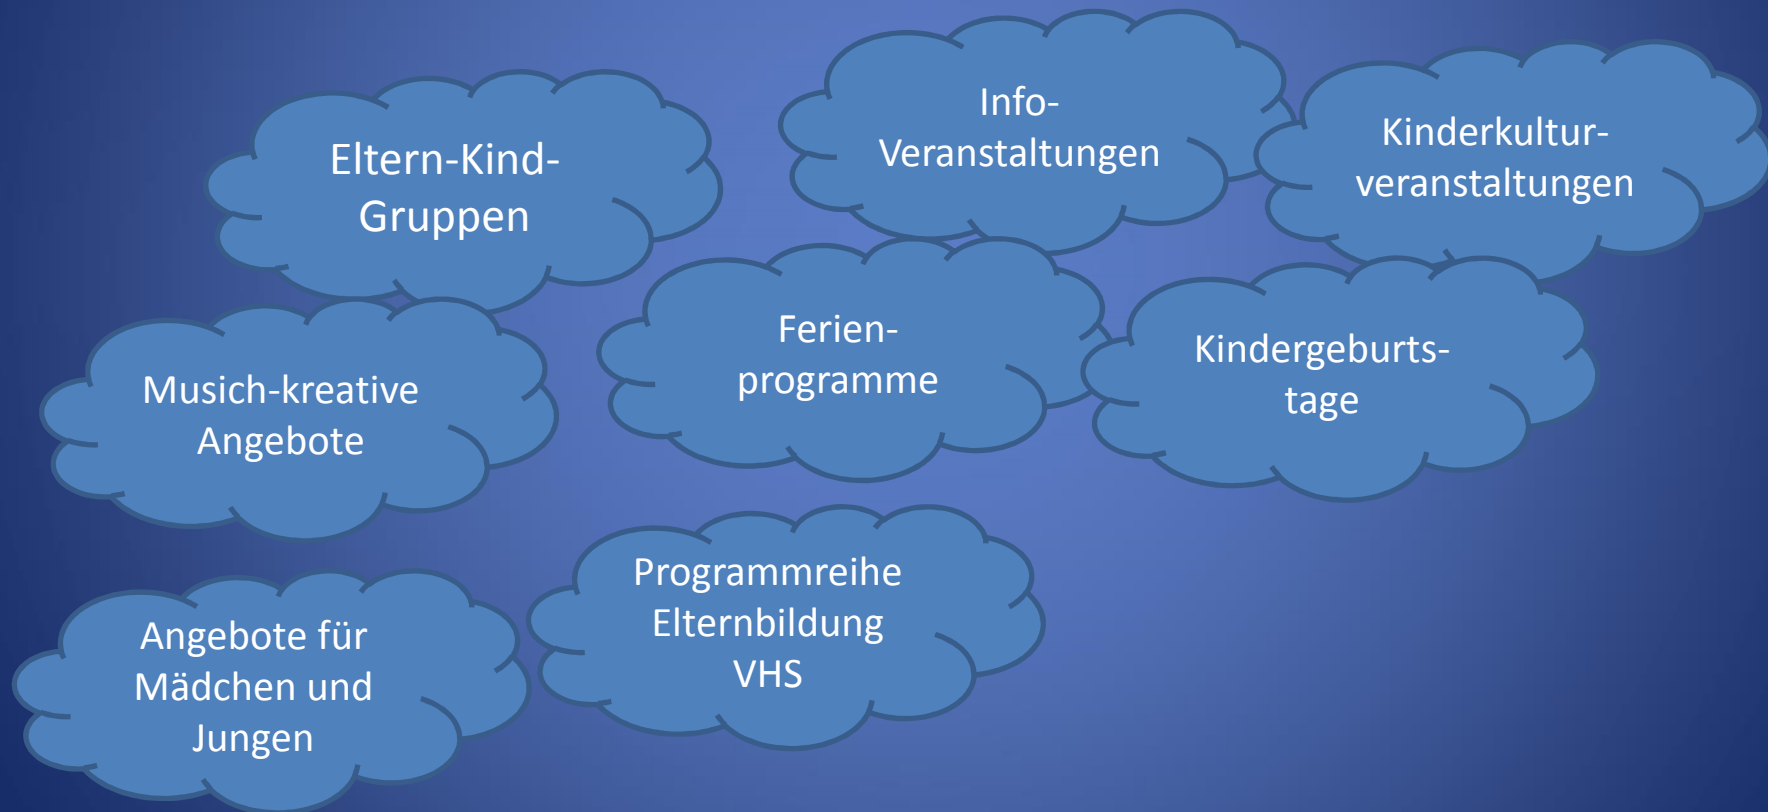 Eltern-Kind-
Gruppen
Info-
Veranstaltungen
Kinderkultur-
veranstaltungen
Musich-kreative
Angebote
Ferien-
programme
Kindergeburts-
tage
Angebote für
Mädchen und
Jungen
Programmreihe
Elternbildung
VHS